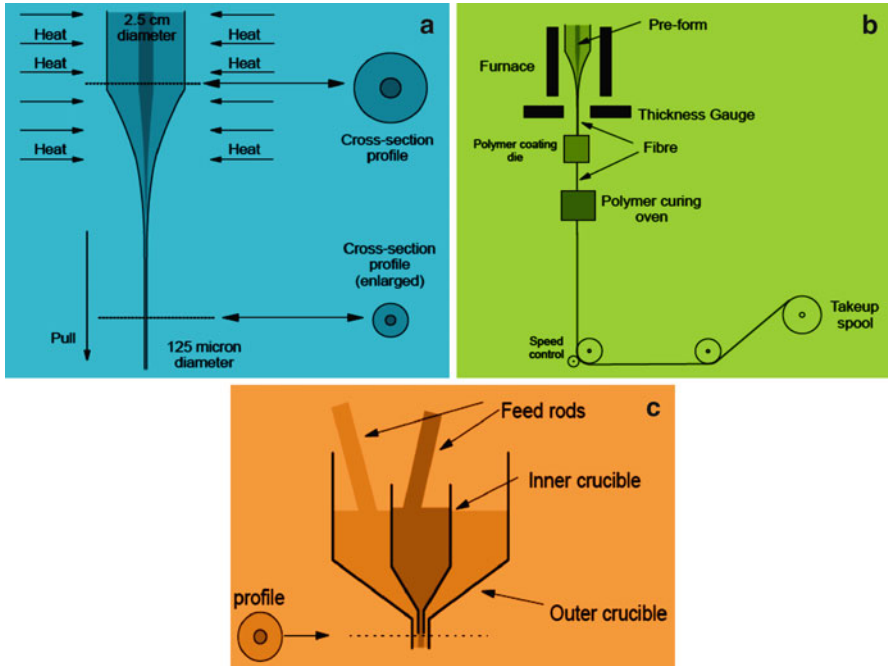 a
2.5 cm
diameter
Heat
Heat
Heat
Heat
Heat
Heat
Heat
Heat
Cross-section
profile
Cross-section
profile
(enlarged)
Pull
125 micron
diameter
b
Pre-form
Furnace
Thickness Gauge
Polymer coating
die
Fibre
Polymer curing
oven
Takeup
spool
Speed
control
c
Feed rods
Inner crucible
Outer crucible
profile